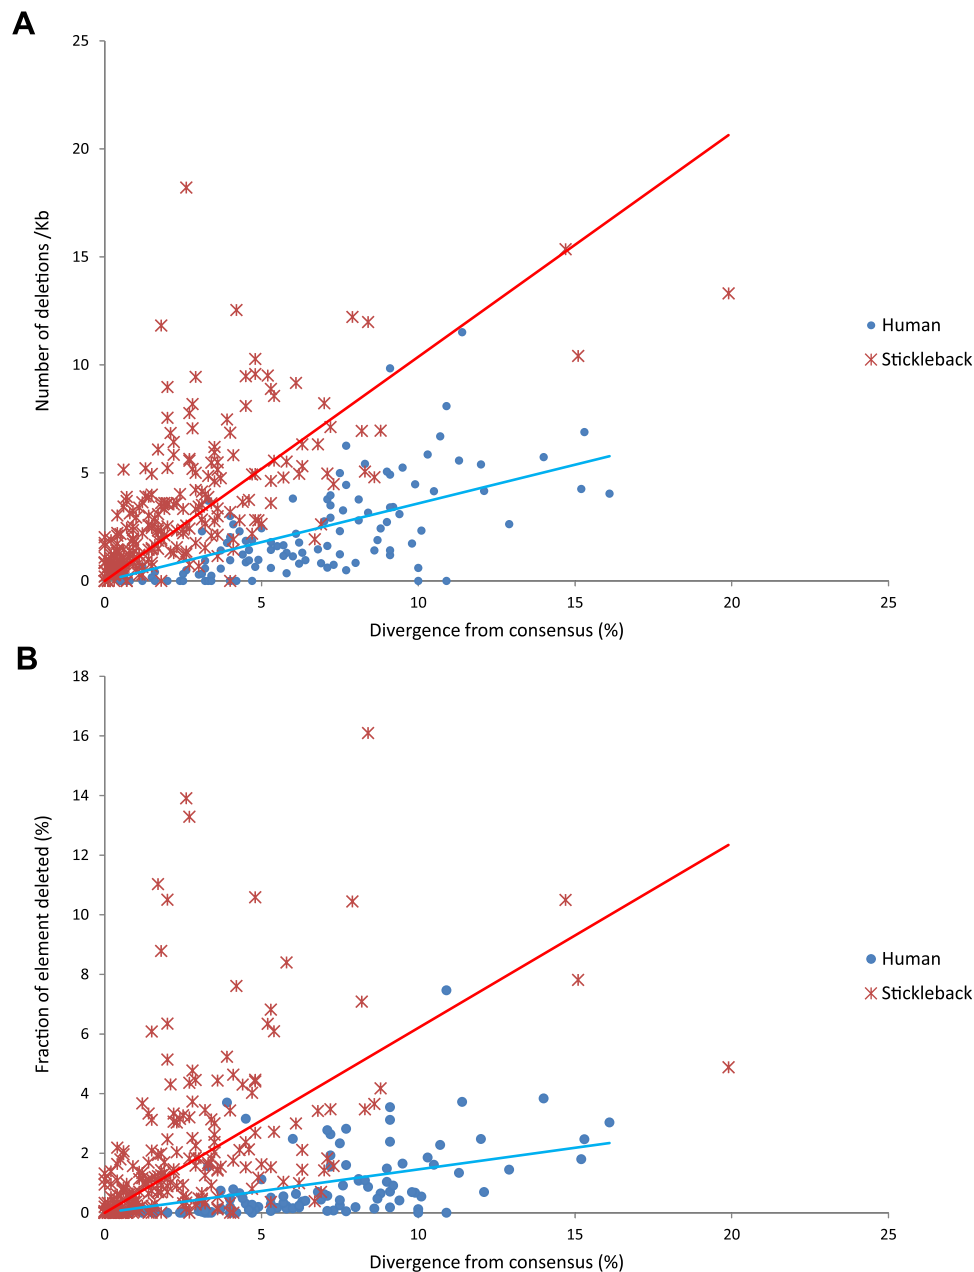 A
25
20
15
10
5
0
Number of deletions /Kb
0 5 10 15 20 25
Divergence from consensus (%)
Human
Stickleback
B
18
16
14
12
10
8
6
4
2
0
Fraction of element deleted (%)
0 5 10 15 20 25
Divergence from consensus (%)
Human
Stickleback